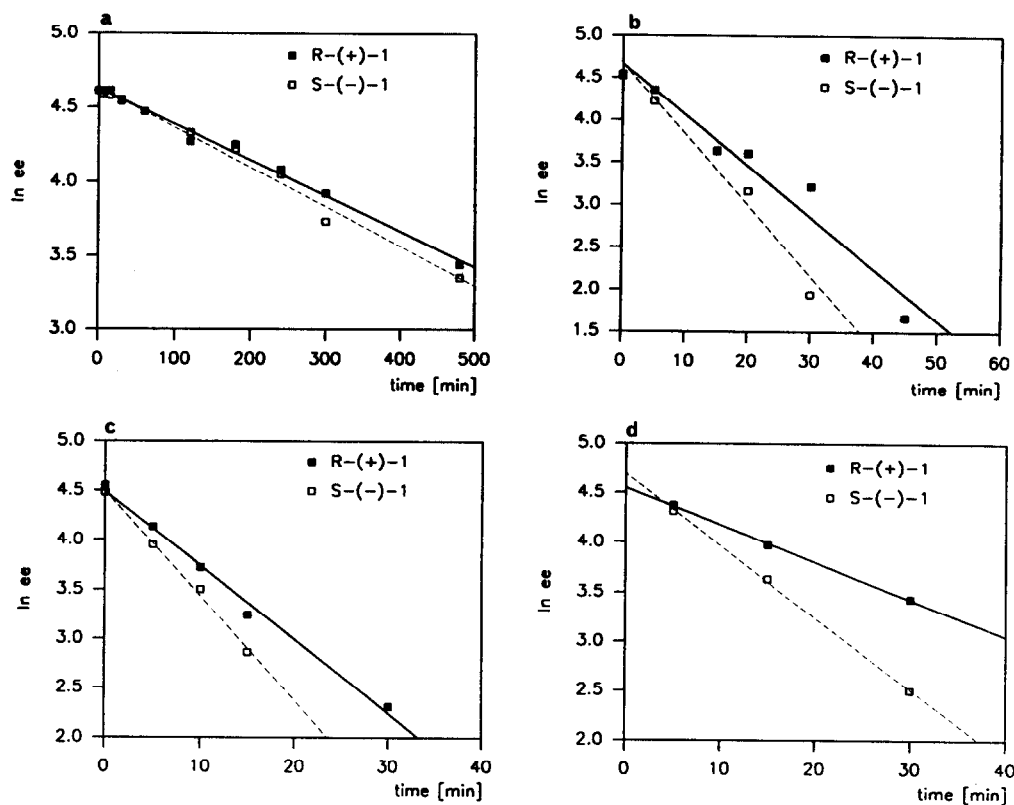 a
5.0
4.5
4.0
3.5
3.0
ln ee
R-(+)-1
S-(-)-1
0 100 200 300 400 500
time [min]
b
5.0
4.5
4.0
3.5
3.0
2.5
2.0
1.5
ln ee
R-(+)-1
S-(-)-1
0 10 20 30 40 50 60
time [min]
c
5.0
4.5
4.0
3.5
3.0
2.5
2.0
ln ee
R-(+)-1
S-(-)-1
0 10 20 30 40
time [min]
d
5.0
4.5
4.0
3.5
3.0
2.5
2.0
ln ee
R-(+)-1
S-(-)-1
0 10 20 30 40
time [min]